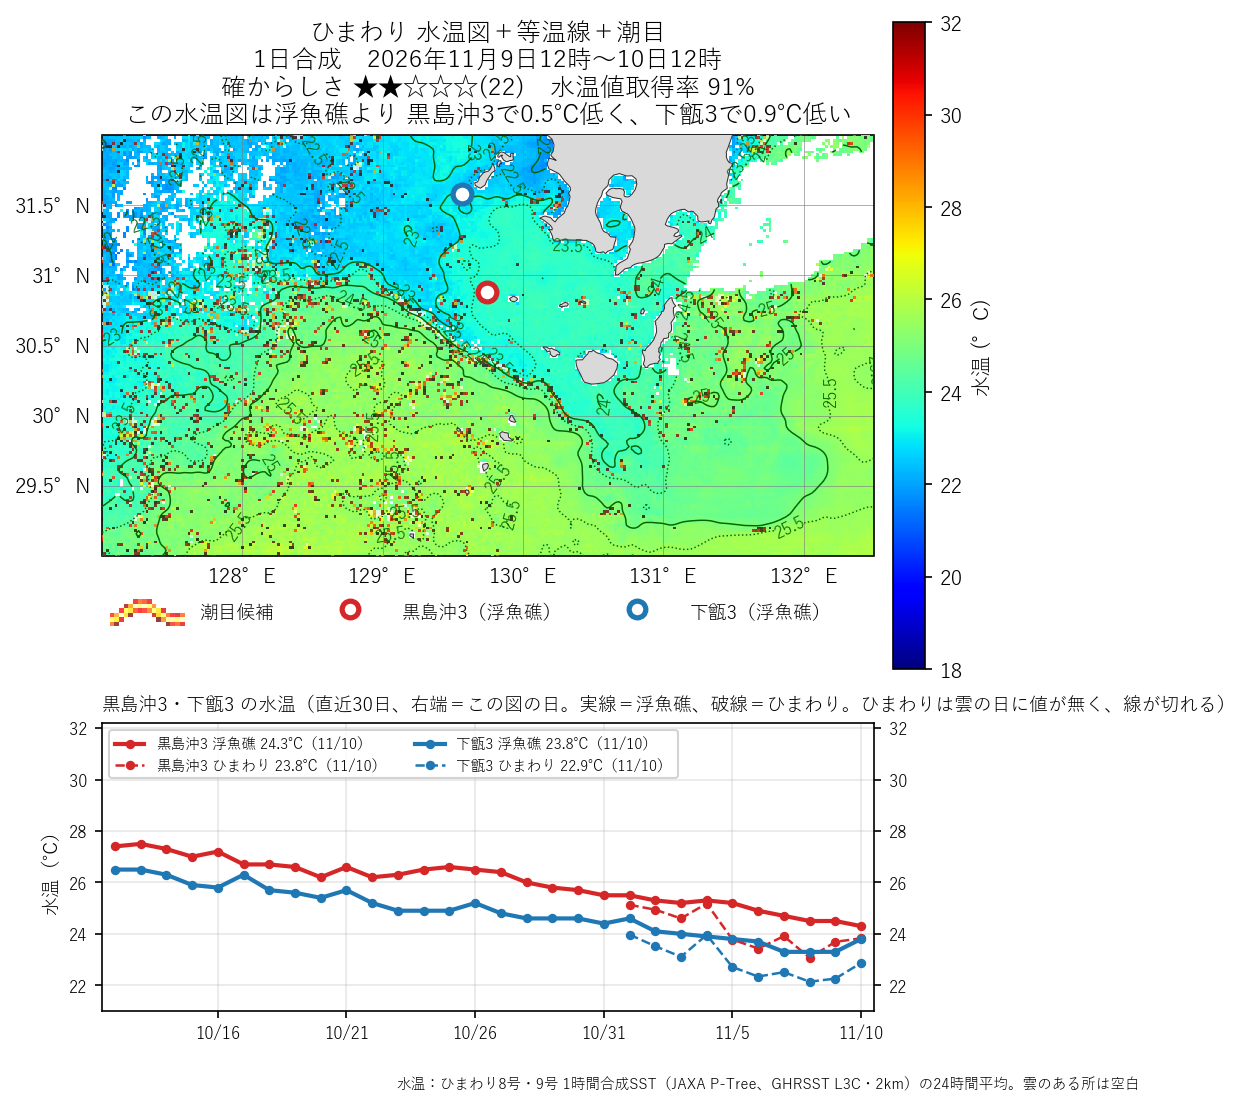 ひまわり 水温図＋等温線＋潮目
1日合成　2026年11月9日12時～10日12時
確からしさ ★★☆☆☆(22)　水温値取得率 91%
この水温図は浮魚礁より 黒島沖3で0.5℃低く、下甑3で0.9℃低い
31.5° N
31° N
30.5° N
30° N
29.5° N
128° E
129° E
130° E
131° E
132° E
32
30
28
26
24
22
20
18
水温 (° C)
潮目候補
黒島沖3（浮魚礁）
下甑3（浮魚礁）
黒島沖3・下甑3 の水温（直近30日、右端＝この図の日。実線＝浮魚礁、破線＝ひまわり。ひまわりは雲の日に値が無く、線が切れる）
黒島沖3 浮魚礁 24.3℃（11/10）
黒島沖3 ひまわり 23.8℃（11/10）
下甑3 浮魚礁 23.8℃（11/10）
下甑3 ひまわり 22.9℃（11/10）
水温（℃）
32
30
28
26
24
22
32
30
28
26
24
22
10/16
10/21
10/26
10/31
11/5
11/10
水温：ひまわり8号・9号 1時間合成SST（JAXA P-Tree、GHRSST L3C・2km）の24時間平均。雲のある所は空白